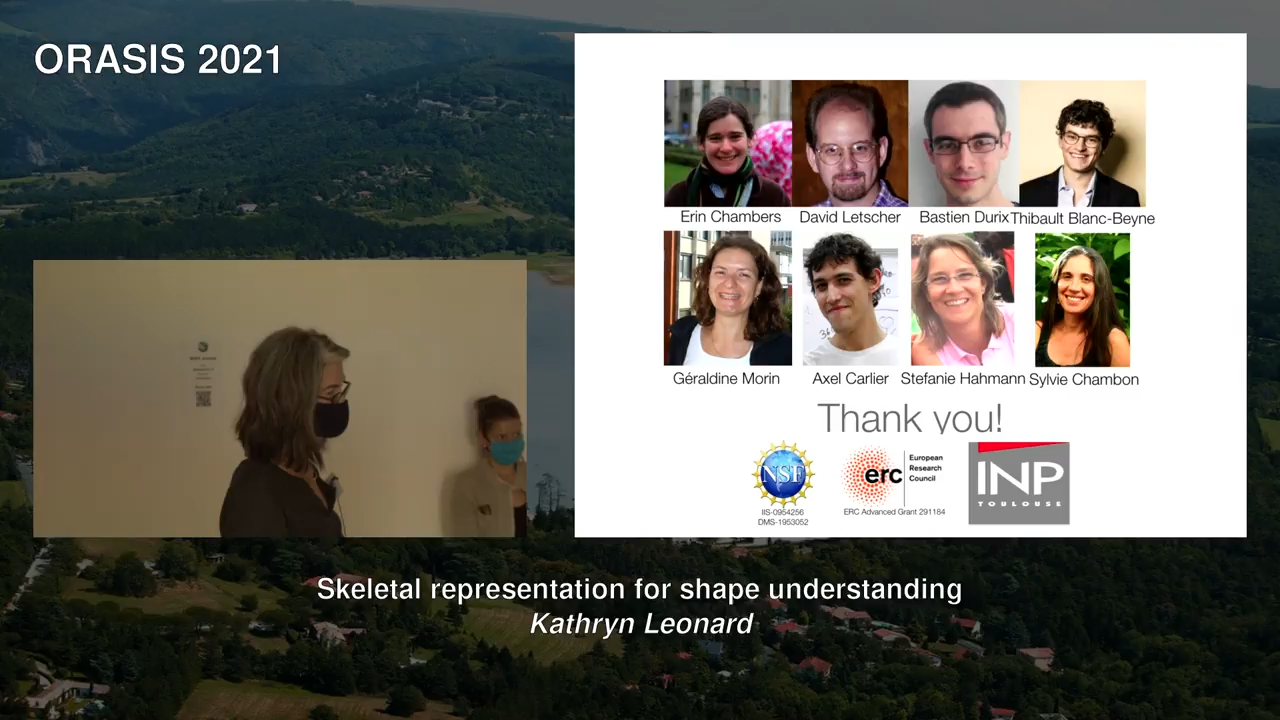 ORASIS 2021
Erin Chambers
David Letscher
Bastien Durix
Thibault Blanc-Beyne
Géraldine Morin
Axel Carlier
Stefanie Hahmann
Sylvie Chambon
Thank you!
NSF
IIS-0954256
DMS-1953052
erc
European
Research
Council
ERC Advanced Grant 291184
INP
TOULOUSE
Skeletal representation for shape understanding
Kathryn Leonard